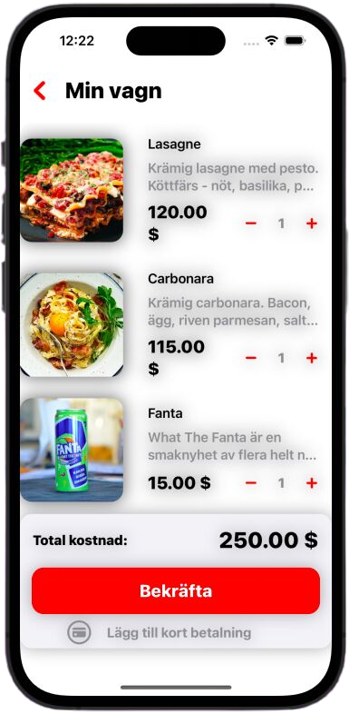 12:22
Min vagn
Lasagne
Krämig lasagne med pesto.
Köttfärs - nöt, basilika, p...
120.00
$
− 1 +
Carbonara
Krämig carbonara. Bacon,
ägg, riven parmesan, salt...
115.00
$
− 1 +
FANTA
Fanta
What The Fanta är en
smaknyhet av flera helt n...
15.00 $ − 1 +
Total kostnad: 250.00 $
Bekräfta
Lägg till kort betalning